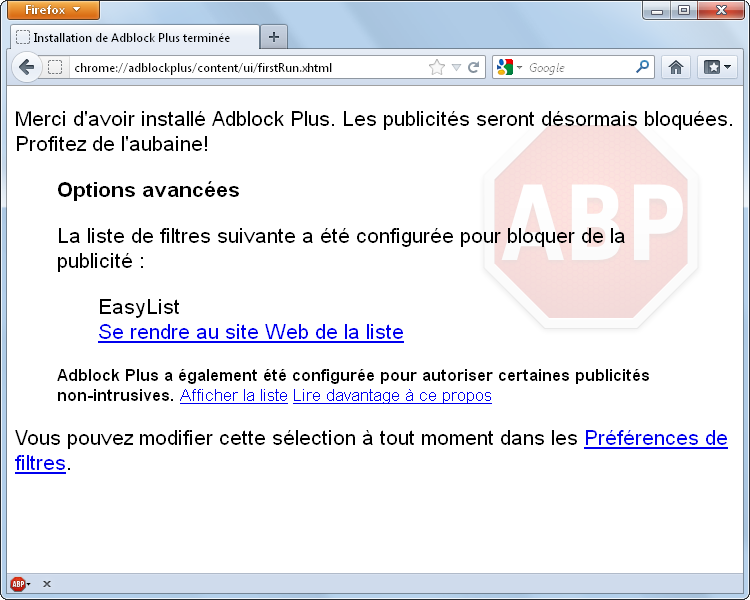 Firefox
Installation de Adblock Plus terminée
chrome://adblockplus/content/ui/firstRun.xhtml
Google
Merci d'avoir installé Adblock Plus. Les publicités seront désormais bloquées.
Profitez de l'aubaine!
ABP
Options avancées
La liste de filtres suivante a été configurée pour bloquer de la
publicité :
EasyList
Se rendre au site Web de la liste
Adblock Plus a également été configurée pour autoriser certaines publicités
non-intrusives. Afficher la liste Lire davantage à ce propos
Vous pouvez modifier cette sélection à tout moment dans les Préférences de
filtres.
ABP